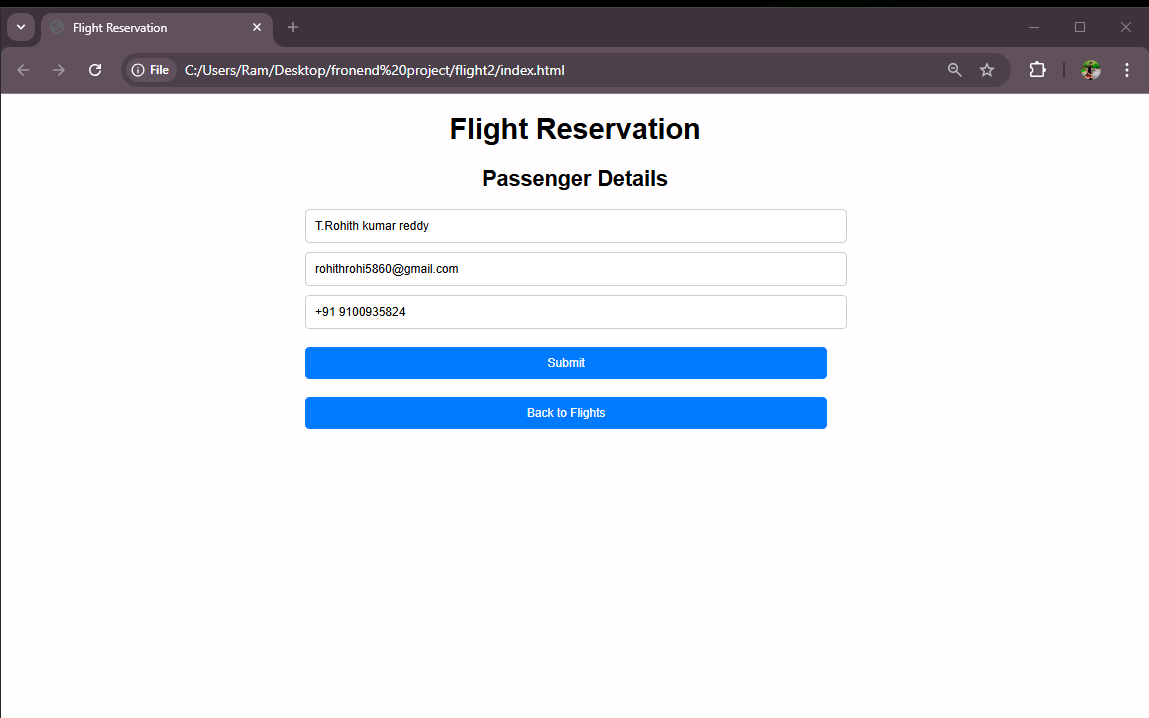 Flight Reservation
File C:/Users/Ram/Desktop/fronend%20project/flight2/index.html
Flight Reservation
Passenger Details
T.Rohith kumar reddy
rohithrohi5860@gmail.com
+91 9100935824
Submit
Back to Flights